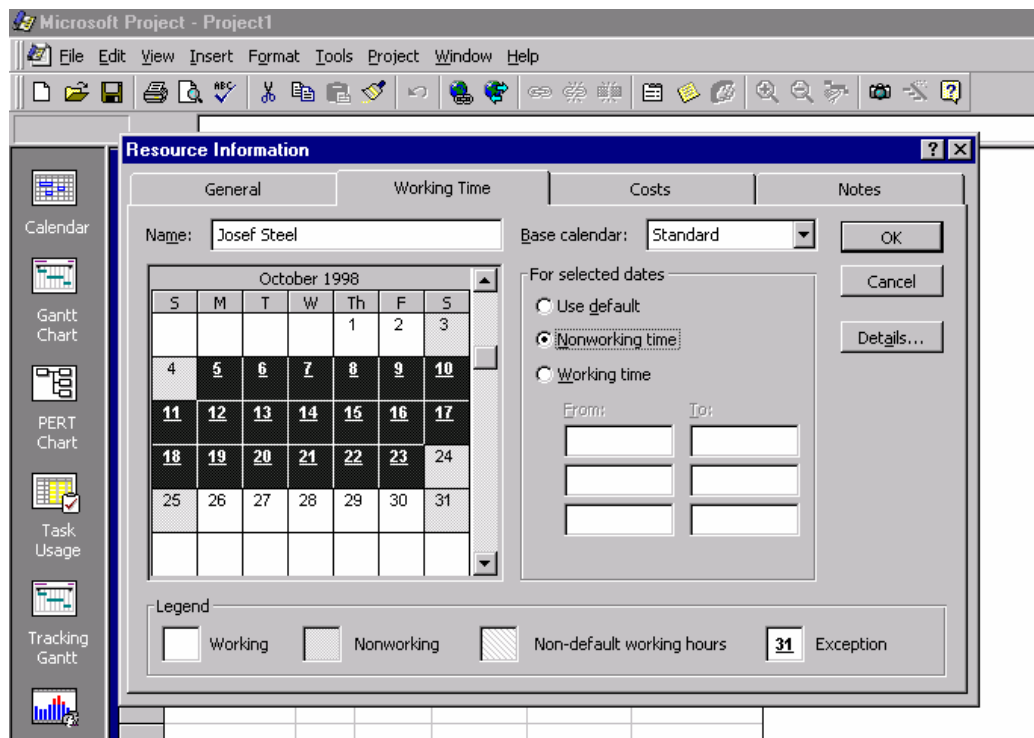 Microsoft Project - Project1
File Edit View Insert Format Tools Project Window Help
ABC
Resource Information
General Working Time Costs Notes
Name: Josef Steel Base calendar: Standard OK
For selected dates Cancel
October 1998
S M T W Th F S
Use default
1 2 3
Nonworking time Details...
4 5 6 7 8 9 10
Working time
From: To:
11 12 13 14 15 16 17
18 19 20 21 22 23 24
25 26 27 28 29 30 31
Legend
Working Nonworking Non-default working hours 31 Exception
Calendar
Gantt
Chart
PERT
Chart
Task
Usage
Tracking
Gantt